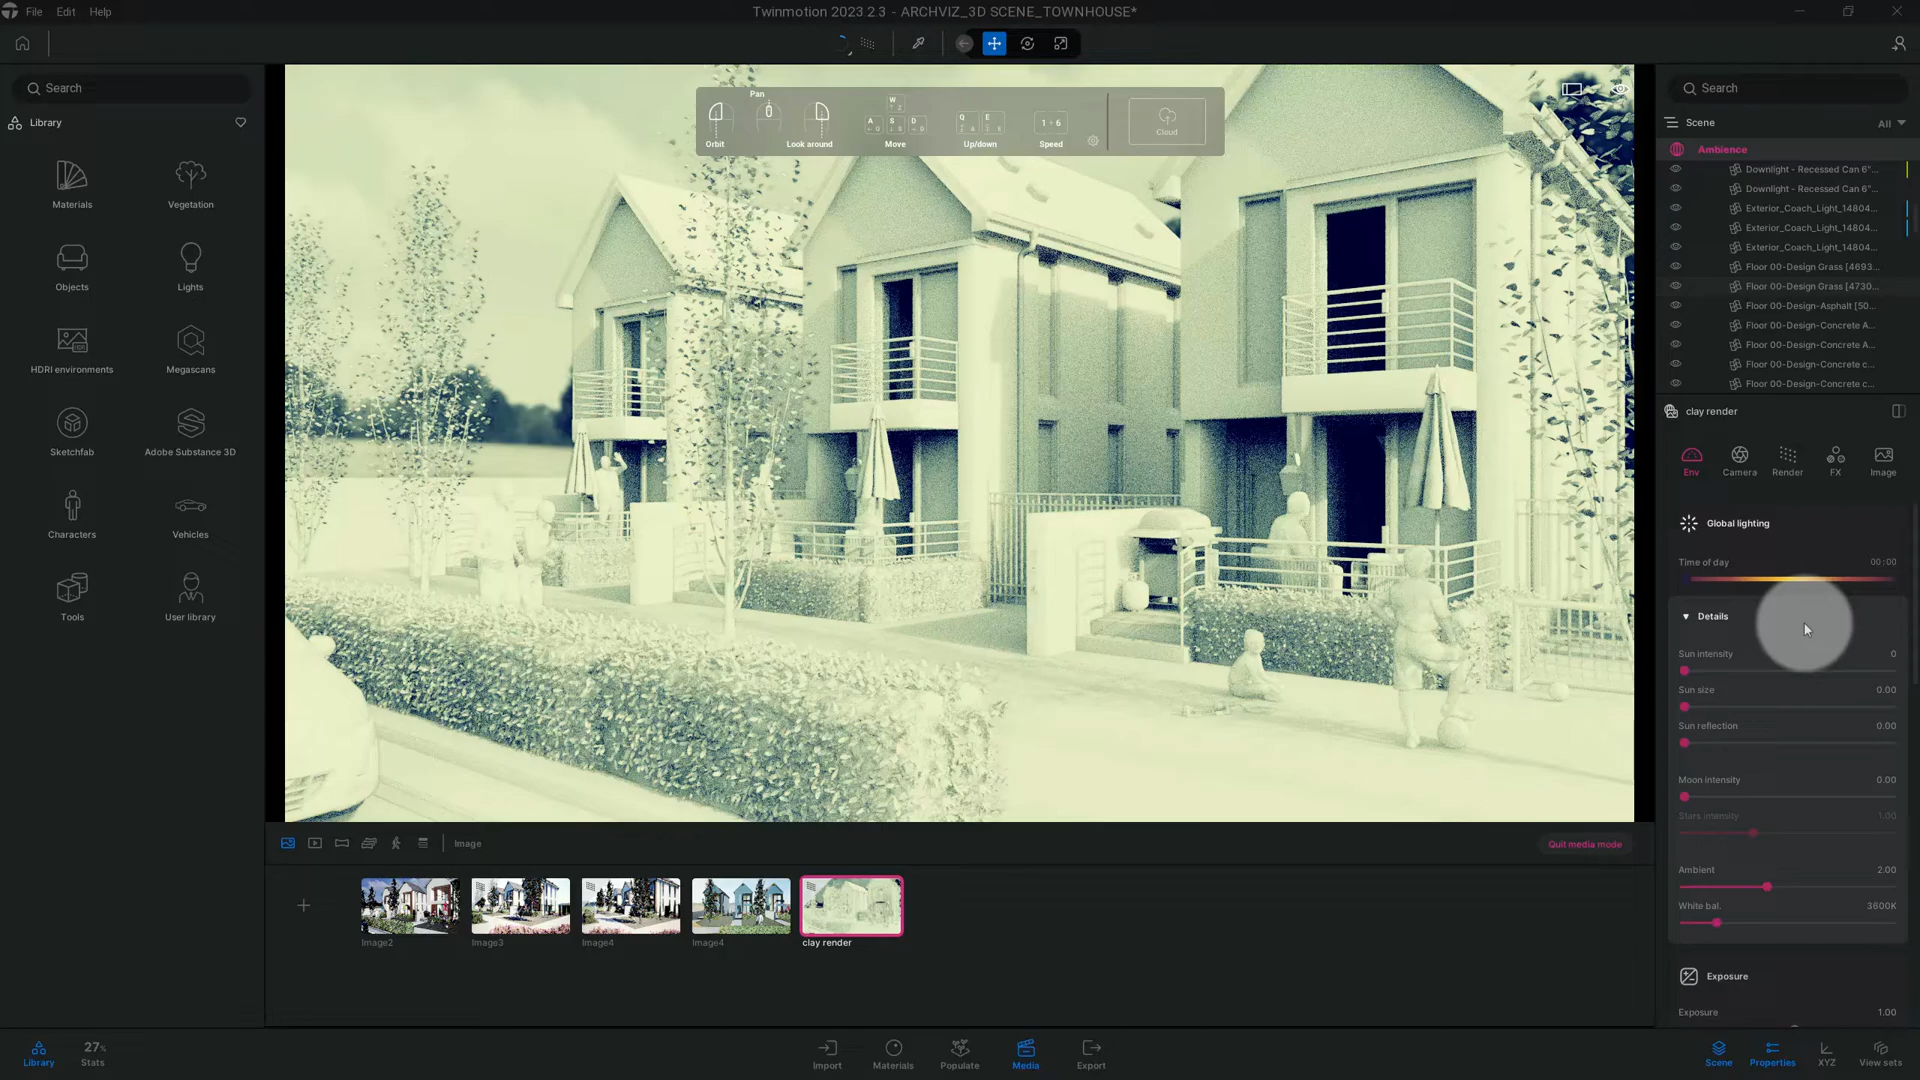 File Edit Help
Twinmotion 2023.2.3 - ARCHVIZ_3D SCENE_TOWNHOUSE*
Search
Library
Materials
Vegetation
Objects
Lights
HDRI environments
Megascans
Sketchfab
Adobe Substance 3D
Characters
Vehicles
Tools
User library
Pan
Orbit
Look around
W
A S D
Move
Q E
Up/down
1 ÷ 6
Speed
Cloud
Search
Scene
All
Ambience
Downlight - Recessed Can 6"...
Downlight - Recessed Can 6"...
Exterior_Coach_Light_14804...
Exterior_Coach_Light_14804...
Exterior_Coach_Light_14804...
Floor 00-Design Grass [4693...
Floor 00-Design Grass [4730...
Floor 00-Design-Asphalt [50...
Floor 00-Design-Concrete A...
Floor 00-Design-Concrete A...
Floor 00-Design-Concrete c...
Floor 00-Design-Concrete c...
clay render
Env Camera Render FX Image
Global lighting
Time of day 00:00
Details
Sun intensity 0
Sun size 0.00
Sun reflection 0.00
Moon intensity 0.00
Stars intensity 1.00
Ambient 2.00
White bal. 3600K
Exposure
Exposure 1.00
Image
Quit media mode
Image2
Image3
Image4
Image4
clay render
Library
27%
Stats
Import
Materials
Populate
Media
Export
Scene
Properties
XYZ
View sets